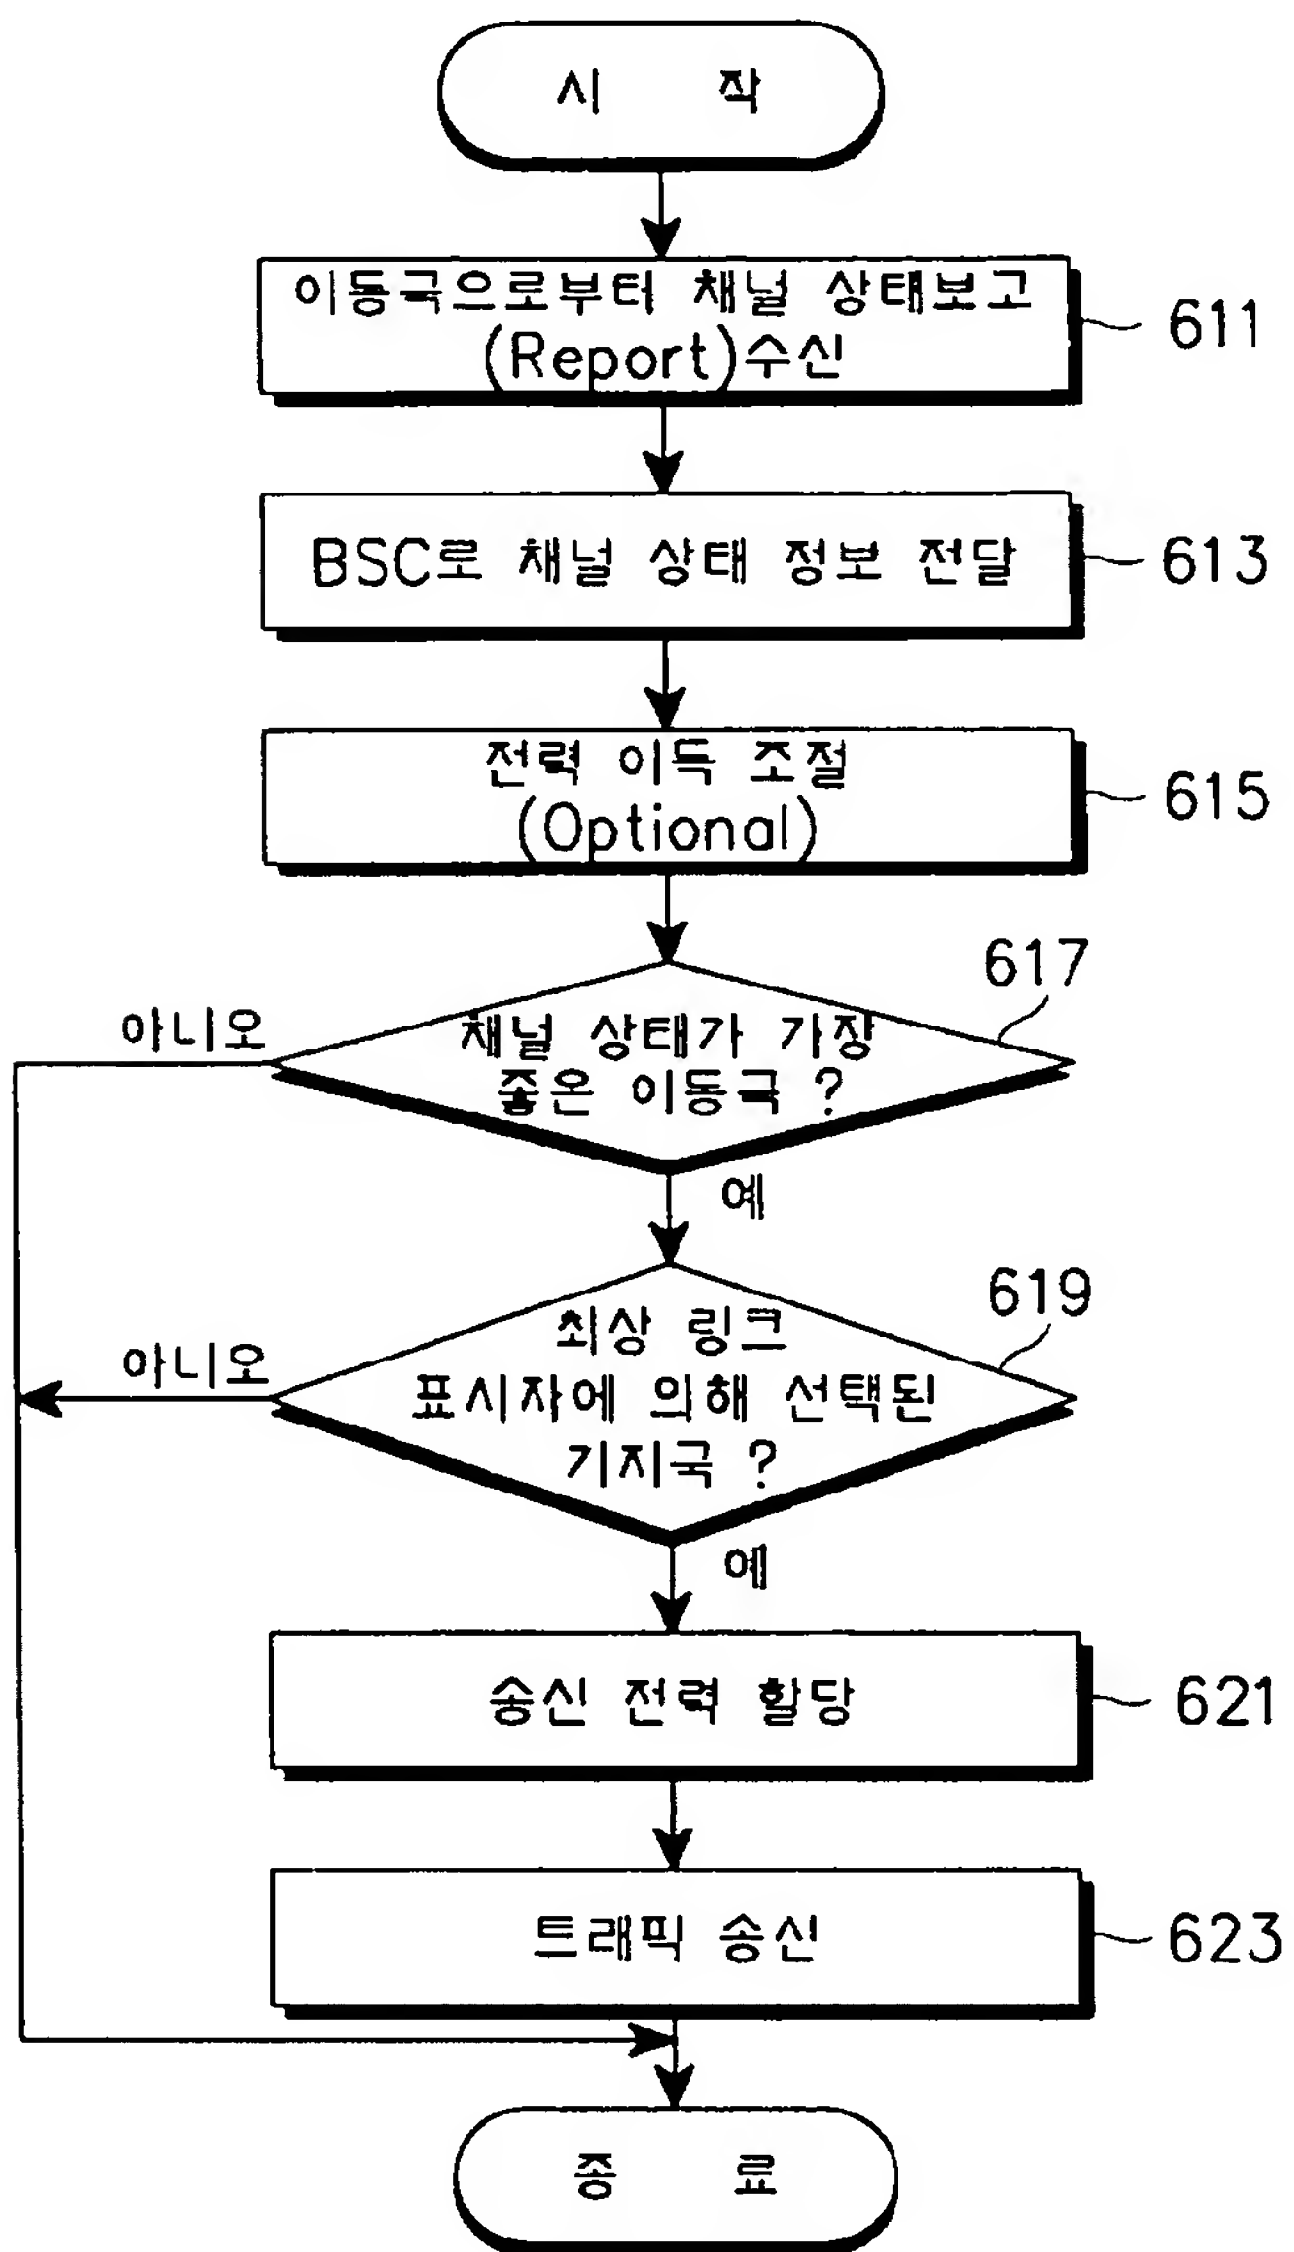 시 작
이동국으로부터 채널 상태보고
(Report)수신
611
BSC로 채널 상태 정보 전달
613
전력 이득 조절
(Optional)
615
617
아니오
채널 상태가 가장
좋은 이동국 ?
예
619
아니오
최상 링크
표시자에 의해 선택된
기지국 ?
예
송신 전력 할당
621
트래픽 송신
623
종 료